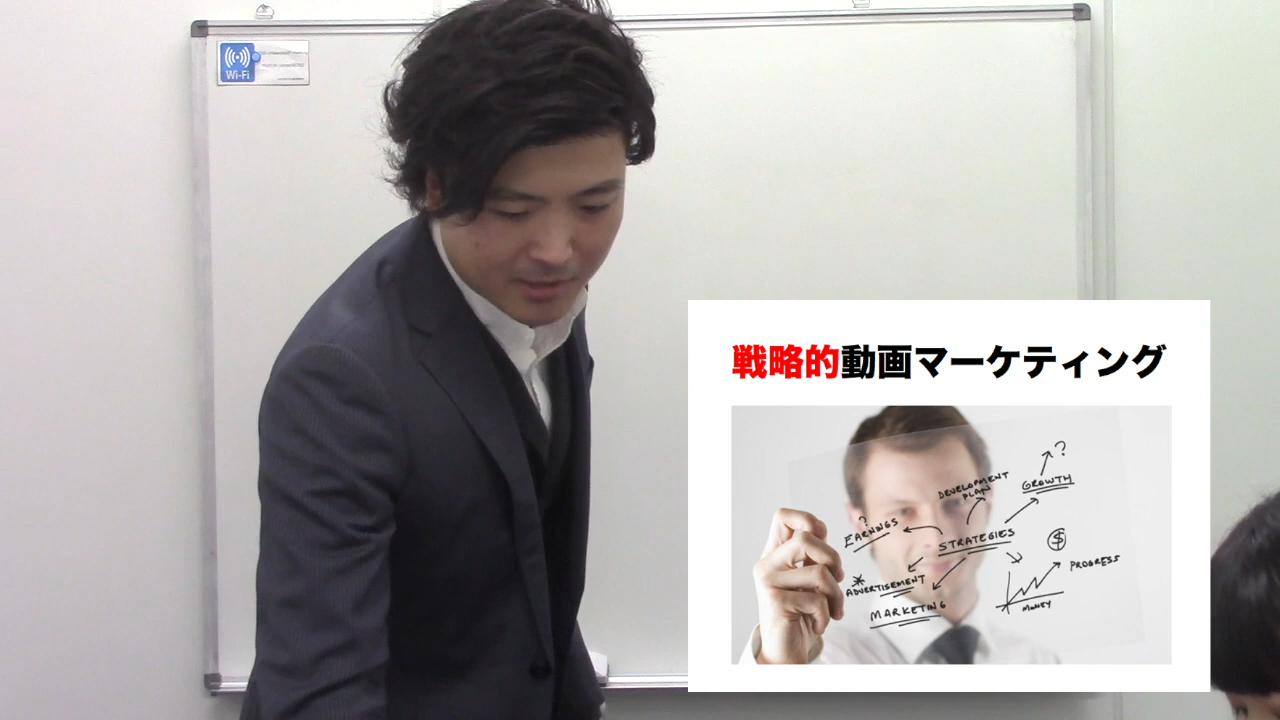 Wi-Fi
戦略的動画マーケティング
?
GROWTH
DEVELOPMENT
PLAN
?
EARNINGS
STRATEGIES
$
PROGRESS
* ADVERTISEMENT
MONEY
MARKETING